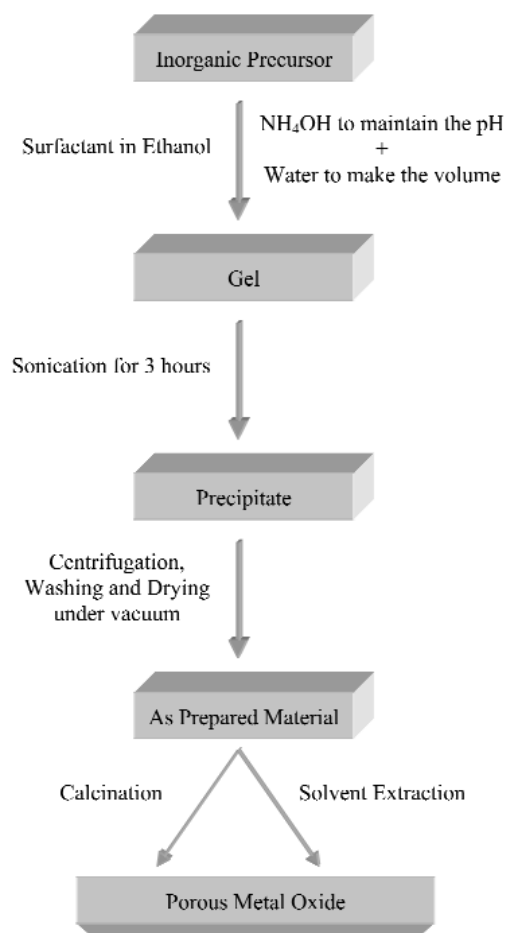 Inorganic Precursor
Surfactant in Ethanol
NH₄OH to maintain the pH
+
Water to make the volume
Gel
Sonication for 3 hours
Precipitate
Centrifugation,
Washing and Drying
under vacuum
As Prepared Material
Calcination
Solvent Extraction
Porous Metal Oxide